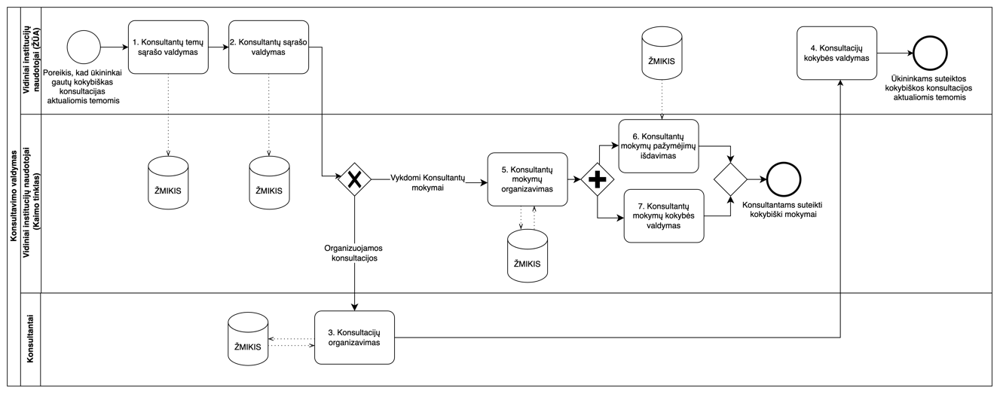 Konsultavimo valdymas
Vidiniai institucijų
naudotojai (ŽŪA)
Poreikis, kad ūkininkai
gautų kokybiškas
konsultacijas
aktualiomis temomis
1. Konsultantų temų
sąrašo valdymas
2. Konsultantų sąrašo
valdymas
ŽMIKIS
4. Konsultacijų
kokybės valdymas
Ūkininkams suteiktos
kokybiškos konsultacijos
aktualiomis temomis
Vidiniai institucijų naudotojai
(Kaimo tinklas)
ŽMIKIS
ŽMIKIS
Vykdomi Konsultantų
mokymai
5. Konsultantų
mokymų
organizavimas
ŽMIKIS
6. Konsultantų
mokymų pažymėjimų
išdavimas
7. Konsultantų
mokymų kokybės
valdymas
Konsultantams suteikti
kokybiški mokymai
Organizuojamos
konsultacijos
Konsultantai
ŽMIKIS
3. Konsultacijų
organizavimas